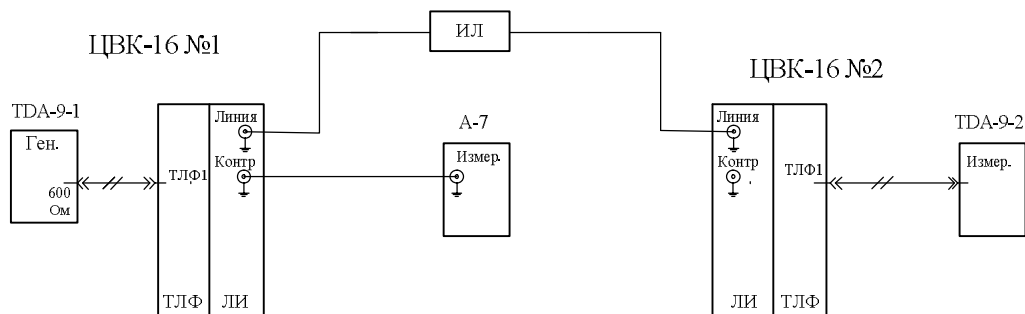 ИЛ
ЦВК-16 №1
ЦВК-16 №2
TDA-9-1
Линия
А-7
Линия
TDA-9-2
Ген.
Контр
Измер.
Контр
Измер.
ТЛФ1
ТЛФ1
600
Ом
ТЛФ
ЛИ
ЛИ
ТЛФ